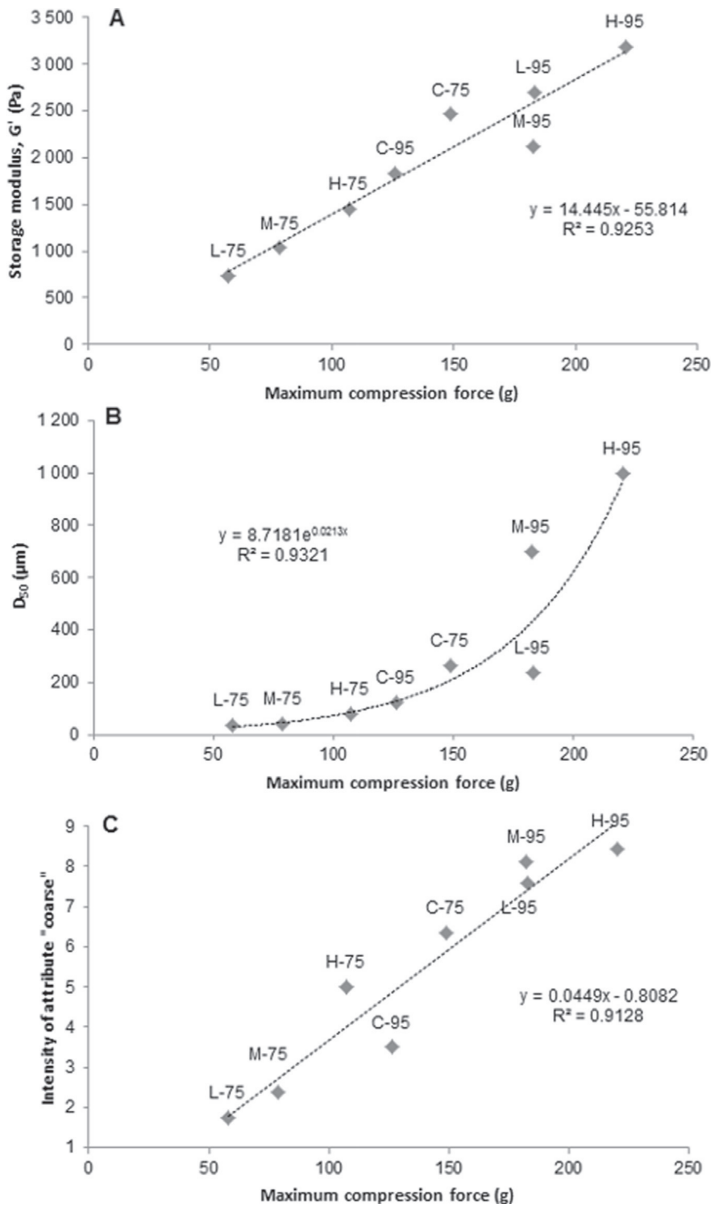 A
3 500
3 000
2 500
2 000
1 500
1 000
500
0
Storage modulus, G' (Pa)
H-95
L-95
C-75
M-95
C-95
H-75
M-75
L-75
y = 14.445x - 55.814
R² = 0.9253
0 50 100 150 200 250
Maximum compression force (g)
B
1 200
1 000
800
600
400
200
0
D₅₀ (µm)
H-95
M-95
y = 8.7181e^0.0213x
R² = 0.9321
C-75
L-95
C-95
H-75
M-75
L-75
0 50 100 150 200 250
Maximum compression force (g)
C
9
8
7
6
5
4
3
2
1
Intensity of attribute "coarse"
H-95
M-95
L-95
C-75
H-75
C-95
M-75
L-75
y = 0.0449x - 0.8082
R² = 0.9128
0 50 100 150 200 250
Maximum compression force (g)